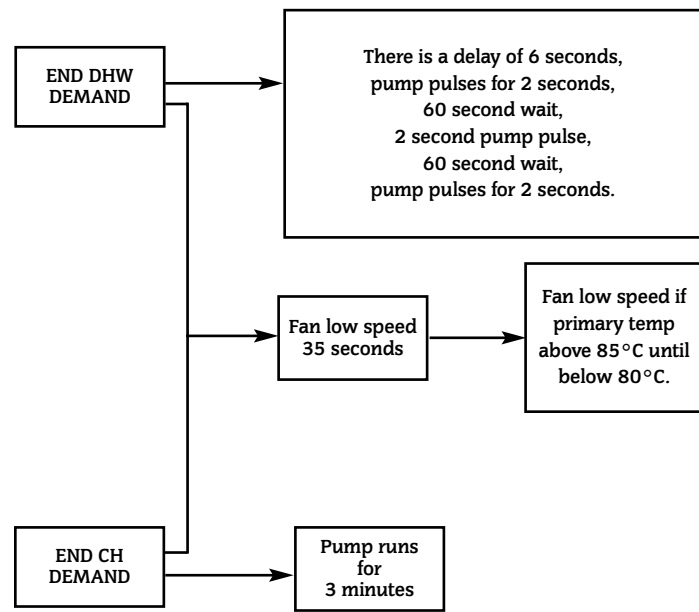 END DHW
DEMAND
There is a delay of 6 seconds,
pump pulses for 2 seconds,
60 second wait,
2 second pump pulse,
60 second wait,
pump pulses for 2 seconds.
Fan low speed
35 seconds
Fan low speed if
primary temp
above 85°C until
below 80°C.
END CH
DEMAND
Pump runs
for
3 minutes